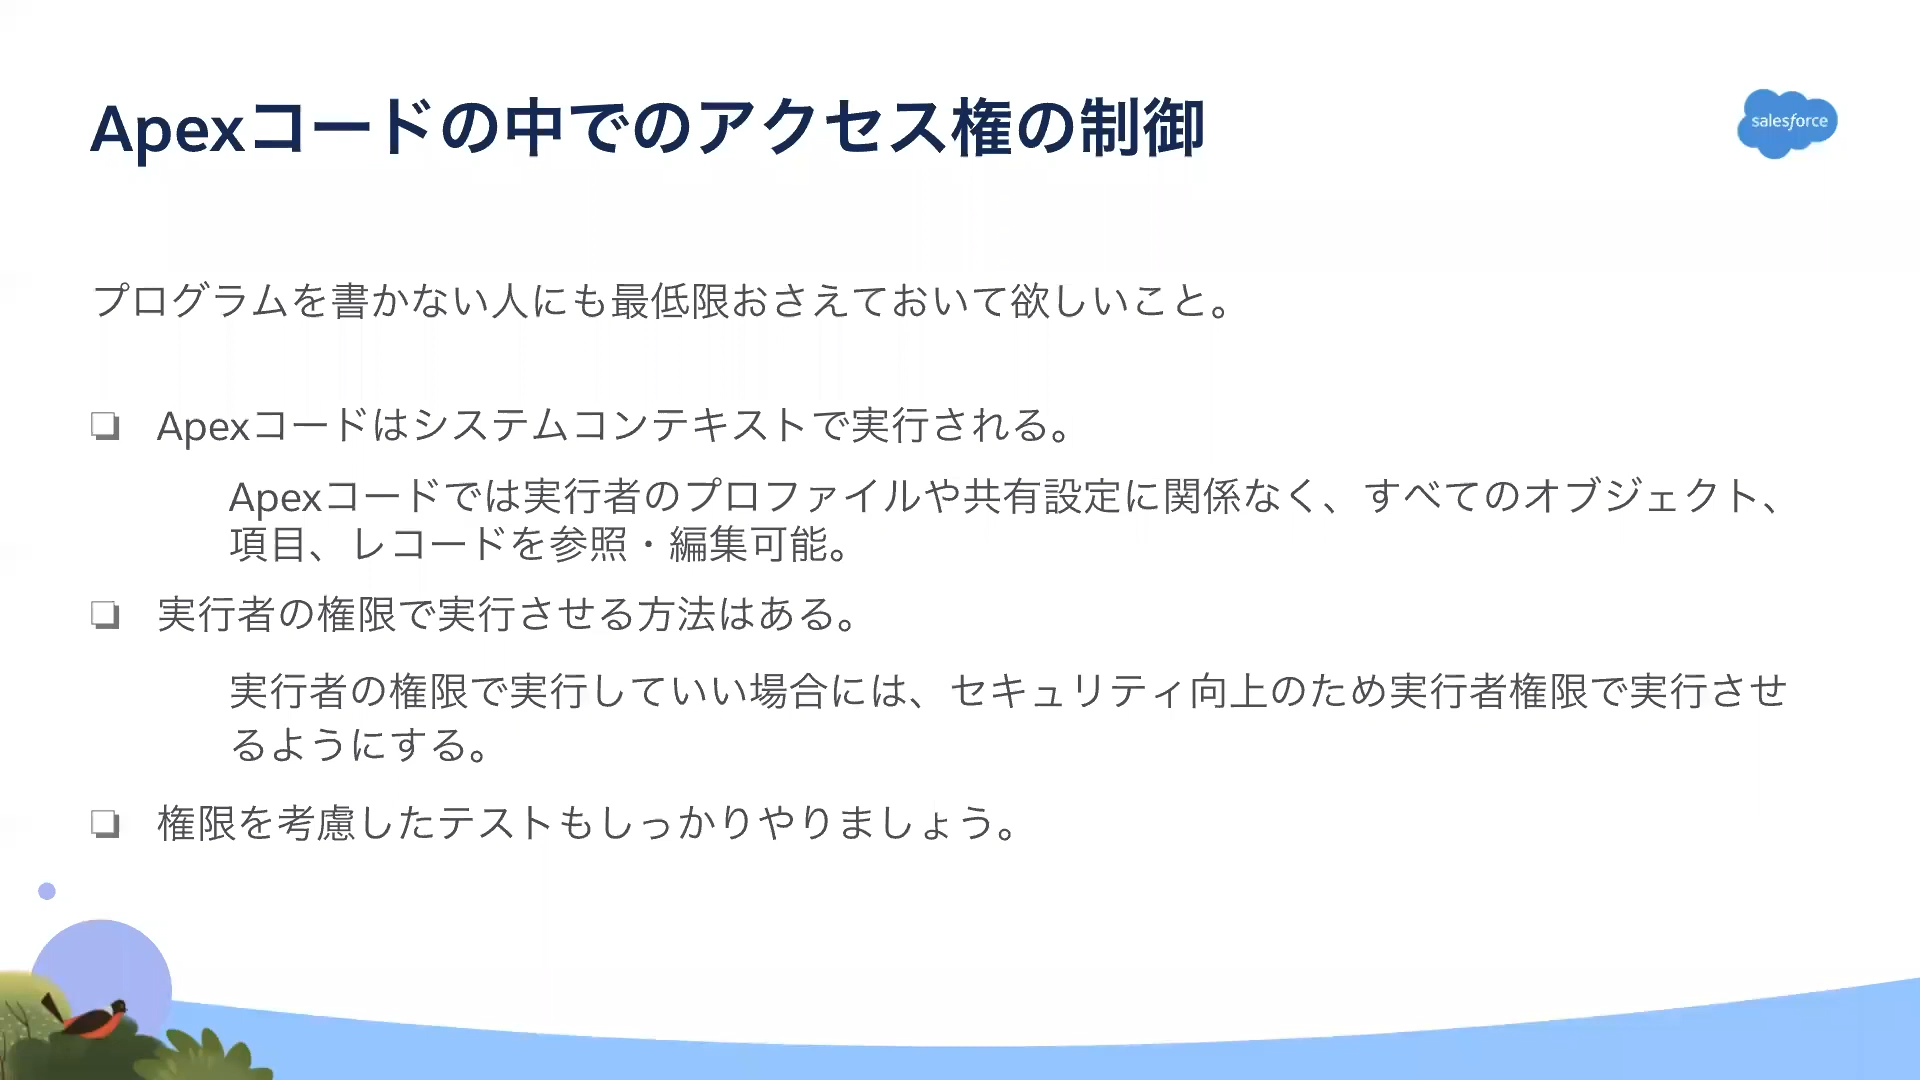 Apexコードの中でのアクセス権の制御
salesforce
プログラムを書かない人にも最低限おさえておいて欲しいこと。
Apexコードはシステムコンテキストで実行される。
Apexコードでは実行者のプロファイルや共有設定に関係なく、すべてのオブジェクト、
項目、レコードを参照・編集可能。
実行者の権限で実行させる方法はある。
実行者の権限で実行していい場合には、セキュリティ向上のため実行者権限で実行させ
るようにする。
権限を考慮したテストもしっかりやりましょう。